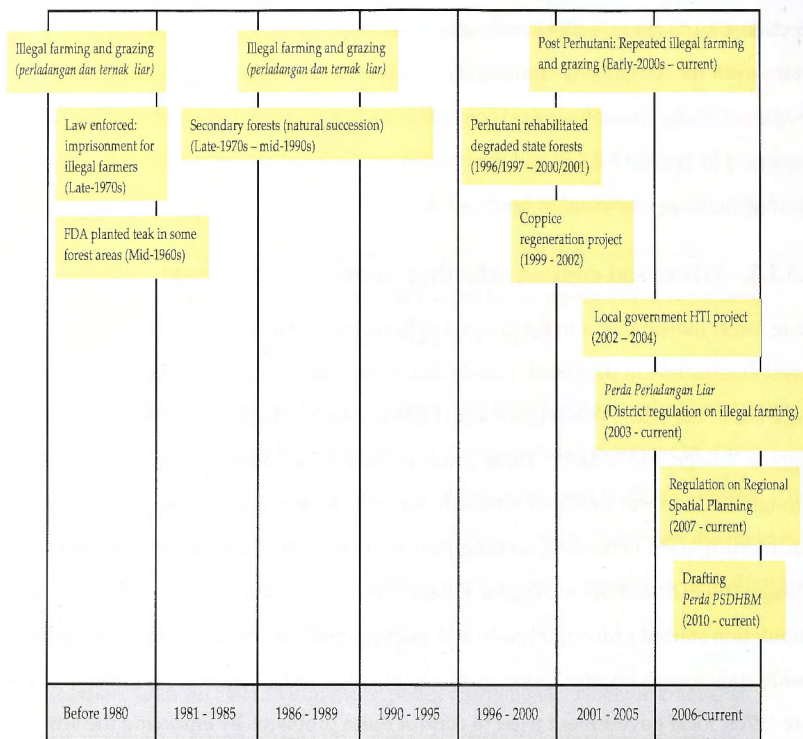 Illegal farming and grazing
(perladangan dan ternak liar)
Illegal farming and grazing
(perladangan dan ternak liar)
Post Perhutani: Repeated illegal farming
and grazing (Early-2000s – current)
Law enforced:
imprisonment for
illegal farmers
(Late-1970s)
Secondary forests (natural succession)
(Late-1970s – mid-1990s)
Perhutani rehabilitated
degraded state forests
(1996/1997 – 2000/2001)
FDA planted teak in some
forest areas (Mid-1960s)
Coppice
regeneration project
(1999 - 2002)
Local government HTI project
(2002 – 2004)
Perda Perladangan Liar
(District regulation on illegal farming)
(2003 - current)
Regulation on Regional
Spatial Planning
(2007 - current)
Drafting
Perda PSDHBM
(2010 - current)
Before 1980
1981 - 1985
1986 - 1989
1990 - 1995
1996 - 2000
2001 - 2005
2006-current